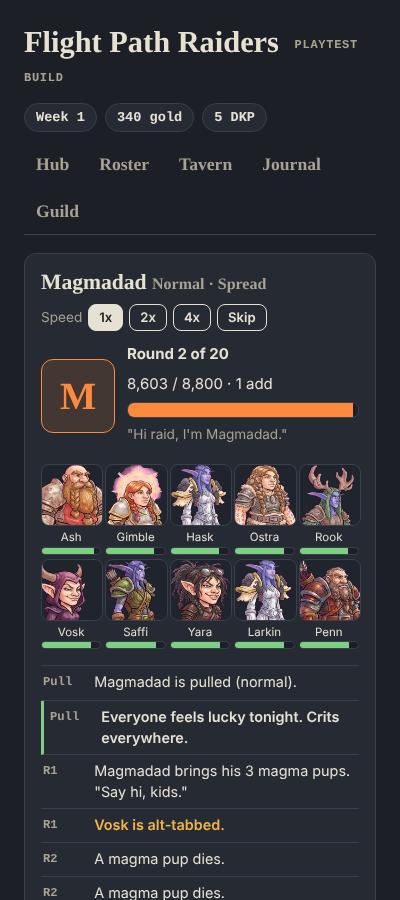 Flight Path Raiders PLAYTEST
BUILD
Week 1 340 gold 5 DKP
Hub Roster Tavern Journal
Guild
Magmadad Normal · Spread
Speed 1x 2x 4x Skip
M
Round 2 of 20
8,603 / 8,800 · 1 add
"Hi raid, I'm Magmadad."
Ash Gimble Hask Ostra Rook
Vosk Saffi Yara Larkin Penn
Pull Magmadad is pulled (normal).
Pull Everyone feels lucky tonight. Crits
everywhere.
R1 Magmadad brings his 3 magma pups.
"Say hi, kids."
R1 Vosk is alt-tabbed.
R2 A magma pup dies.
R2 A magma pup dies.